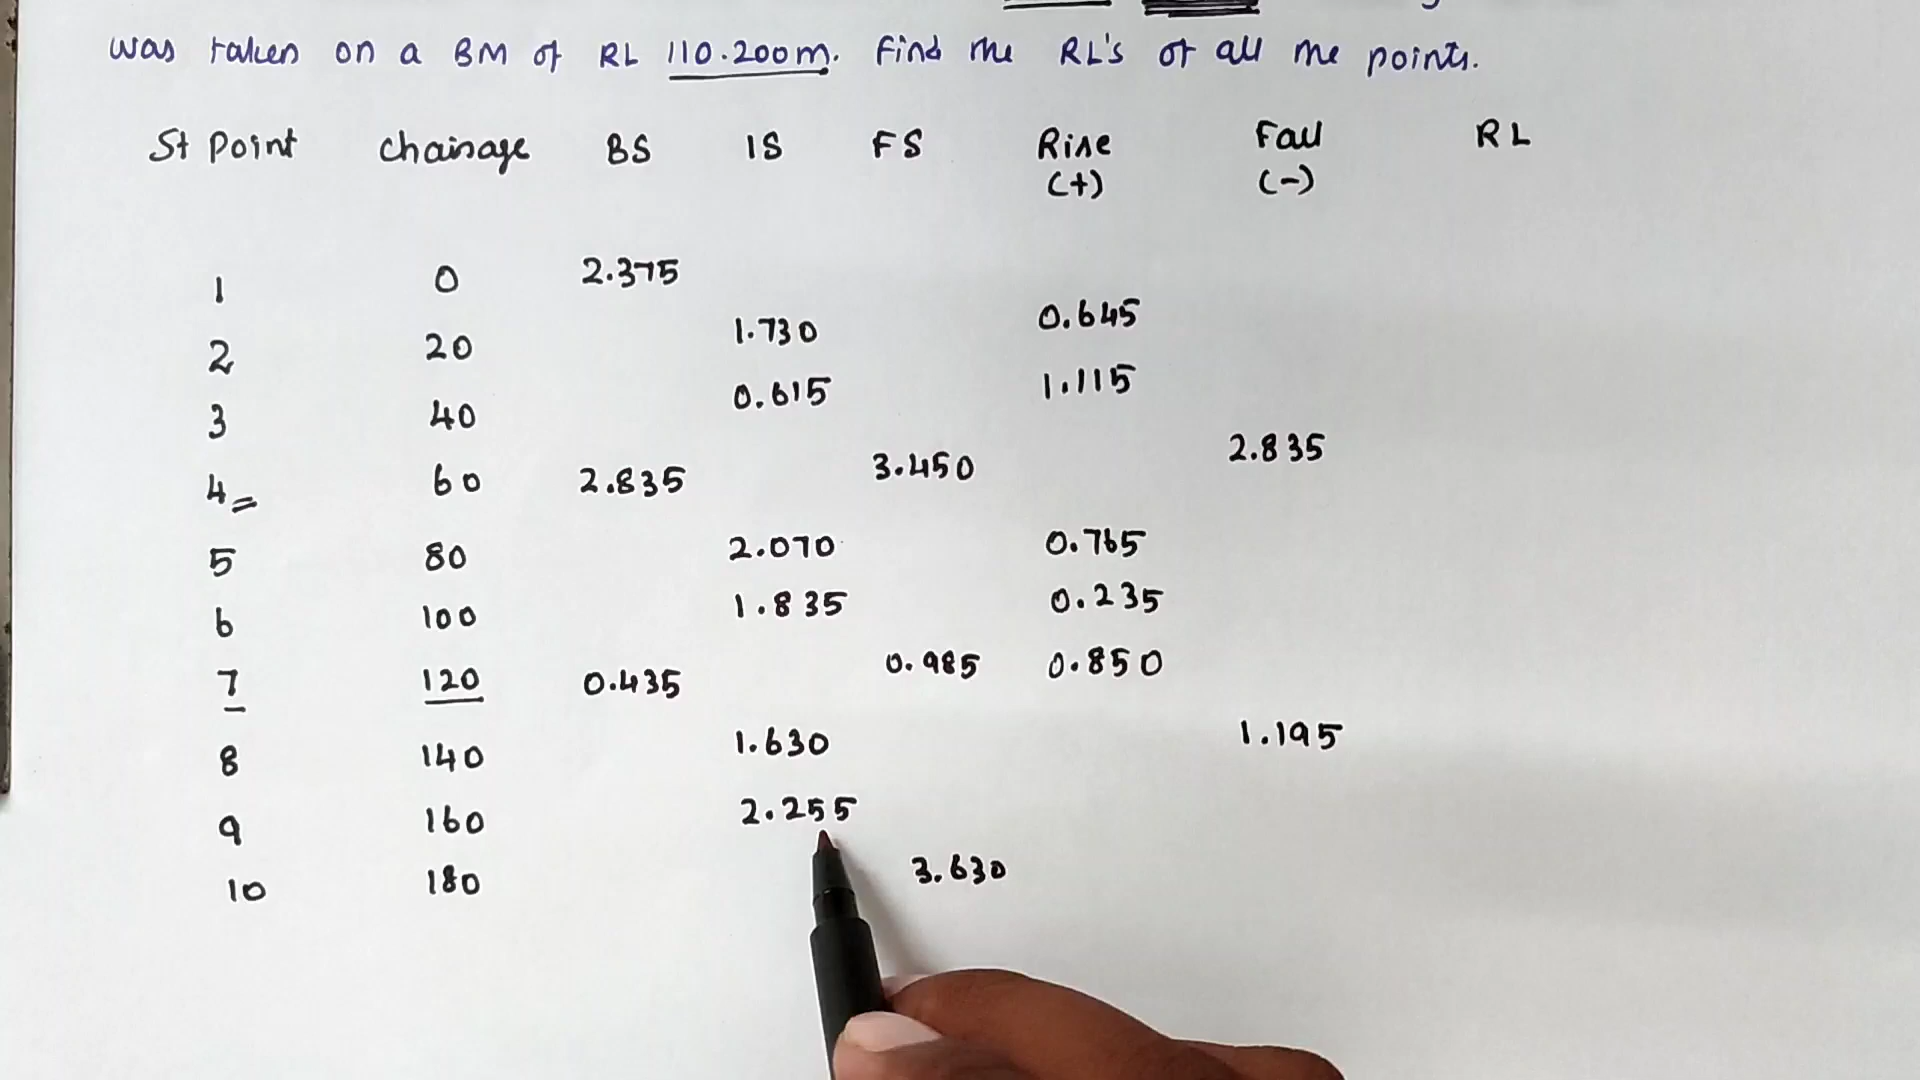 was taken on a BM of RL 110.200m. Find the RL's of all the points.
St Point Chainage BS IS FS Rise (+) Fall (-) RL
1 0 2.375
2 20 1.730 0.645
3 40 0.615 1.115
4 60 2.835 3.450 2.835
5 80 2.070 0.765
6 100 1.835 0.235
7 120 0.435 0.985 0.850
8 140 1.630 1.195
9 160 2.255
10 180 3.630